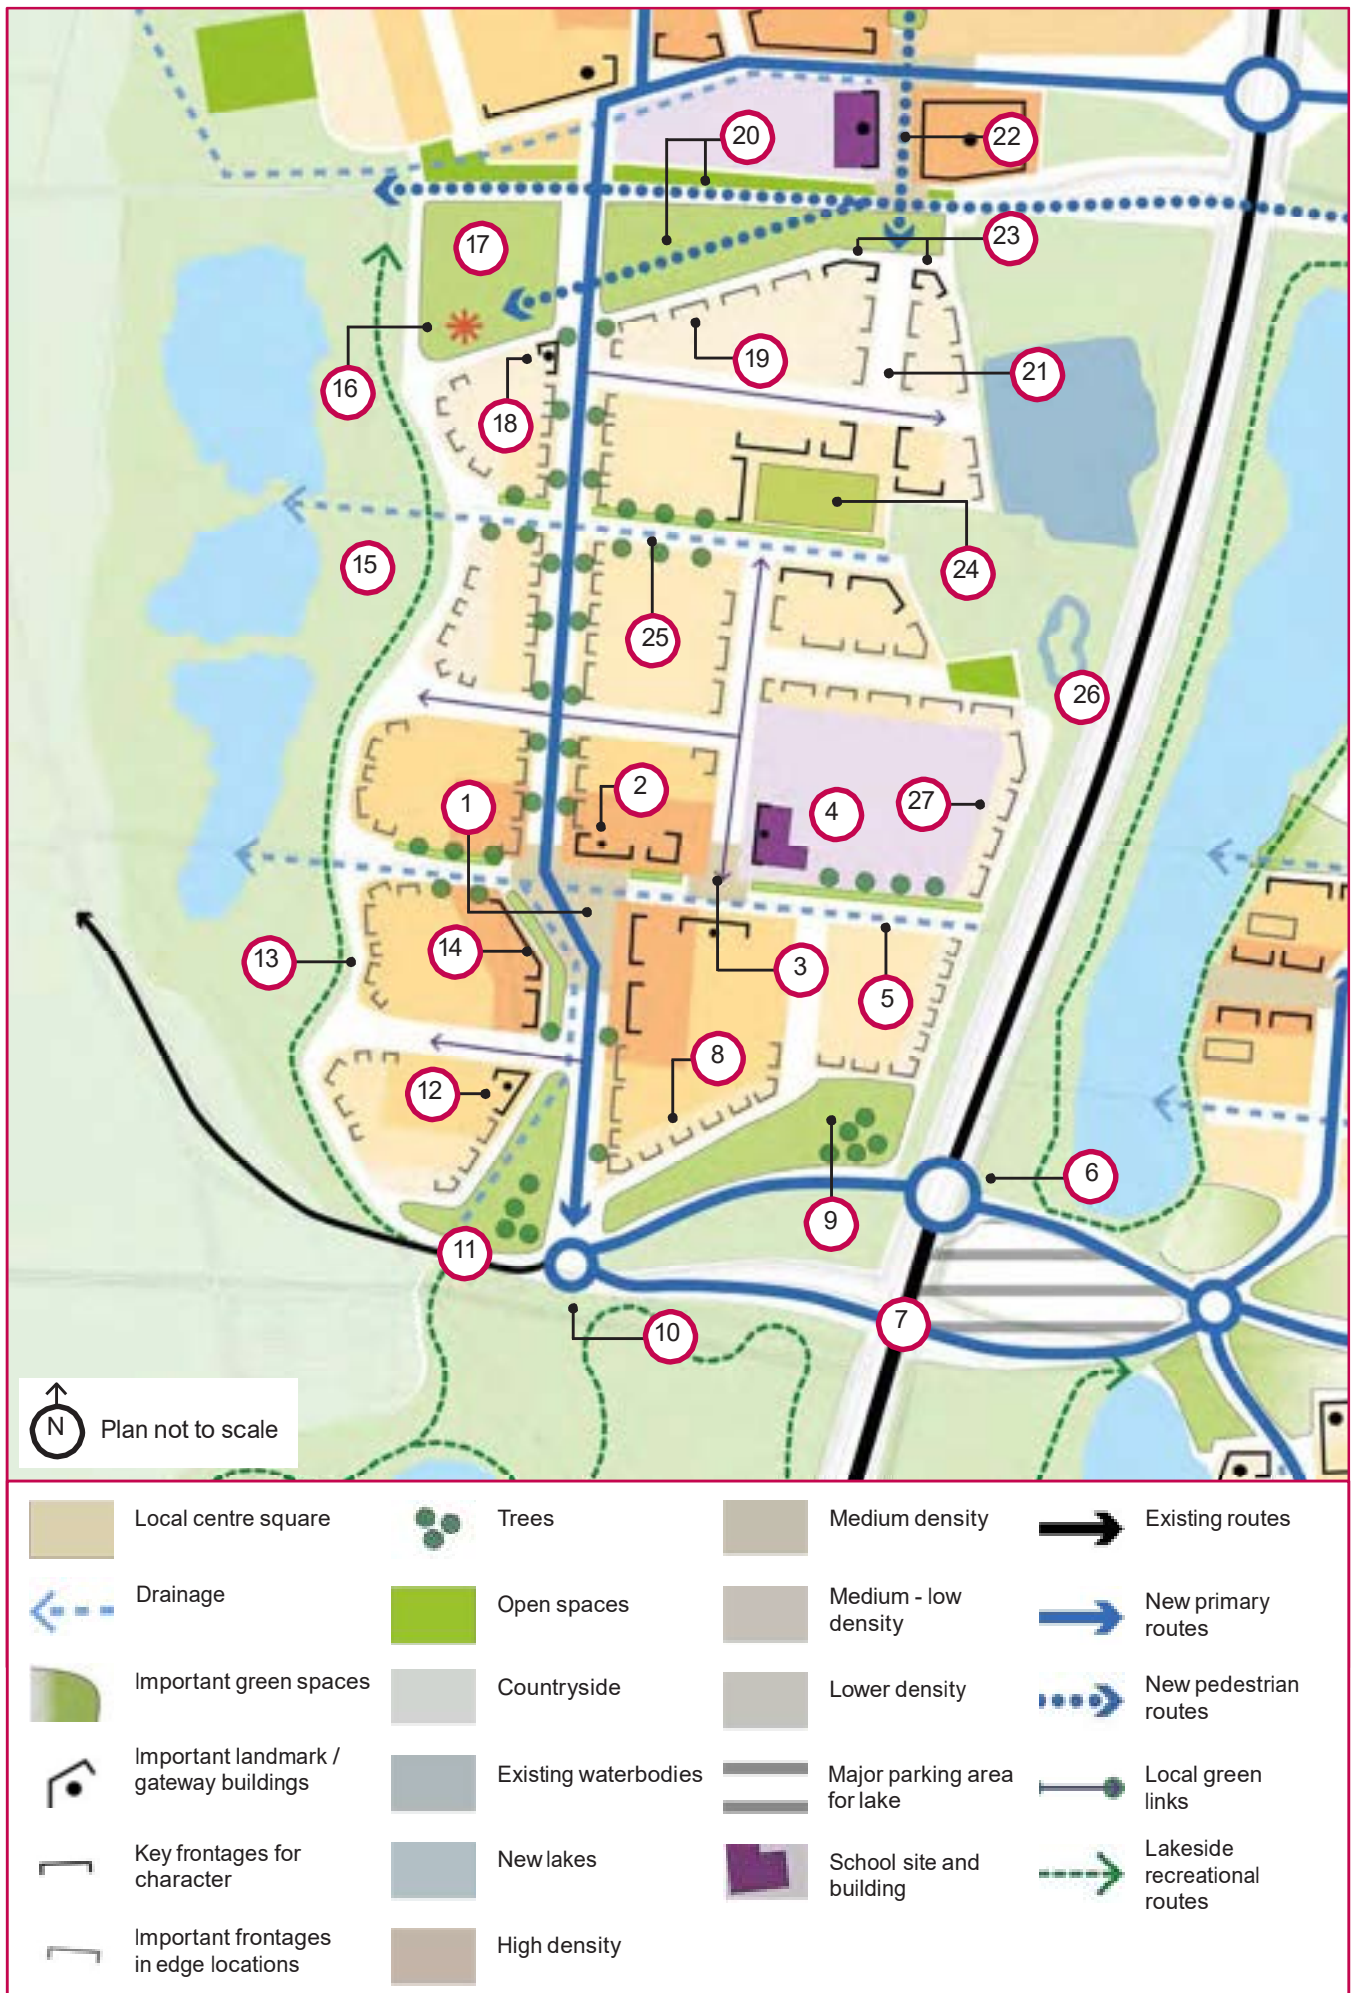 20
22
17
23
16
19
21
18
15
24
25
26
1
2
4
27
14
13
3
5
8
12
6
9
11
7
10
N
Plan not to scale
Local centre square
Drainage
Important green spaces
Important landmark /
gateway buildings
Key frontages for
character
Important frontages
in edge locations
Trees
Open spaces
Countryside
Existing waterbodies
New lakes
High density
Medium density
Medium - low
density
Lower density
Major parking area
for lake
School site and
building
Existing routes
New primary
routes
New pedestrian
routes
Local green
links
Lakeside
recreational
routes